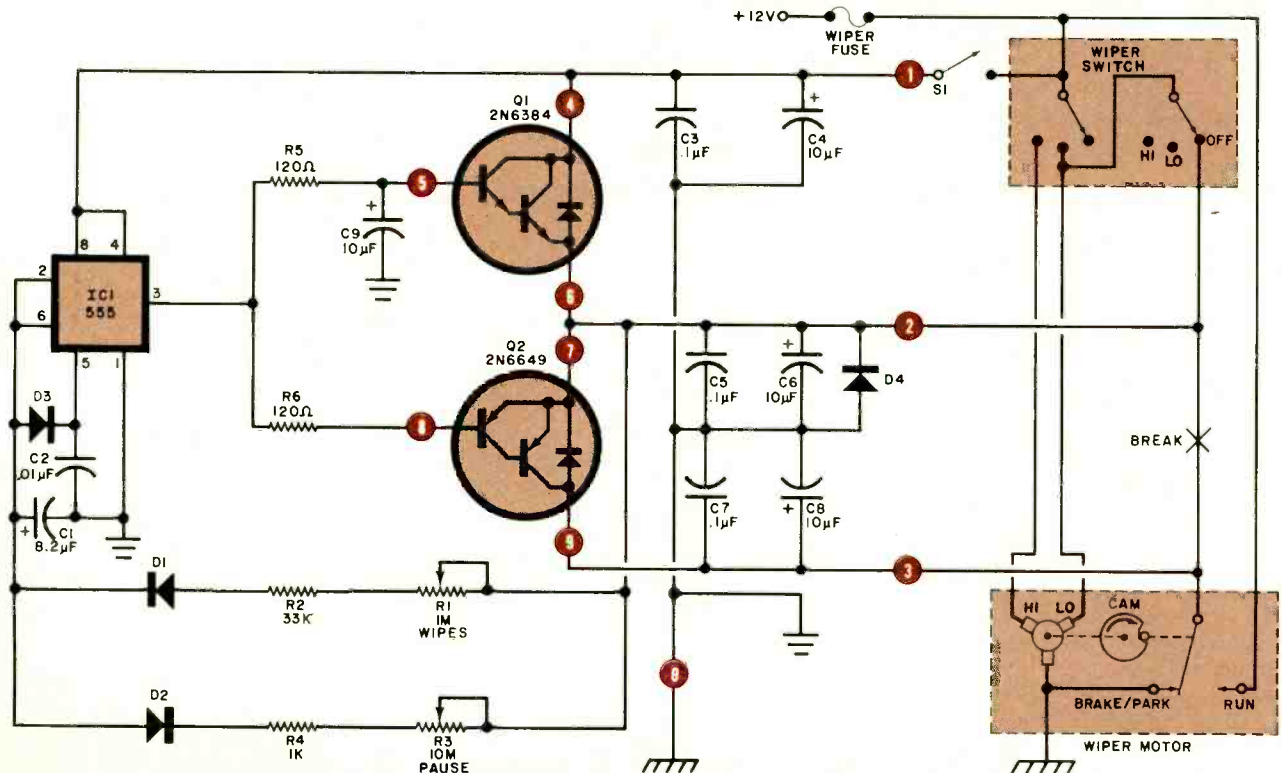 +12V
WIPER
FUSE
WIPER
SWITCH
1
S1
4
Q1
2N6384
C3
.1µF
+
C4
10µF
HI
LO
OFF
R5
120Ω
5
+
C9
10µF
8
4
2
6
IC1
555
3
5
1
6
2
7
Q2
2N6649
C5
.1µF
+
C6
10µF
D4
BREAK
R6
120Ω
8
D3
C2
.01µF
C1
+
8.2µF
C7
.1µF
C8
+
10µF
9
3
D1
R2
33K
R1
1M
WIPES
HI
LO
CAM
D2
R4
1K
R3
10M
PAUSE
BRAKE/PARK
RUN
WIPER MOTOR